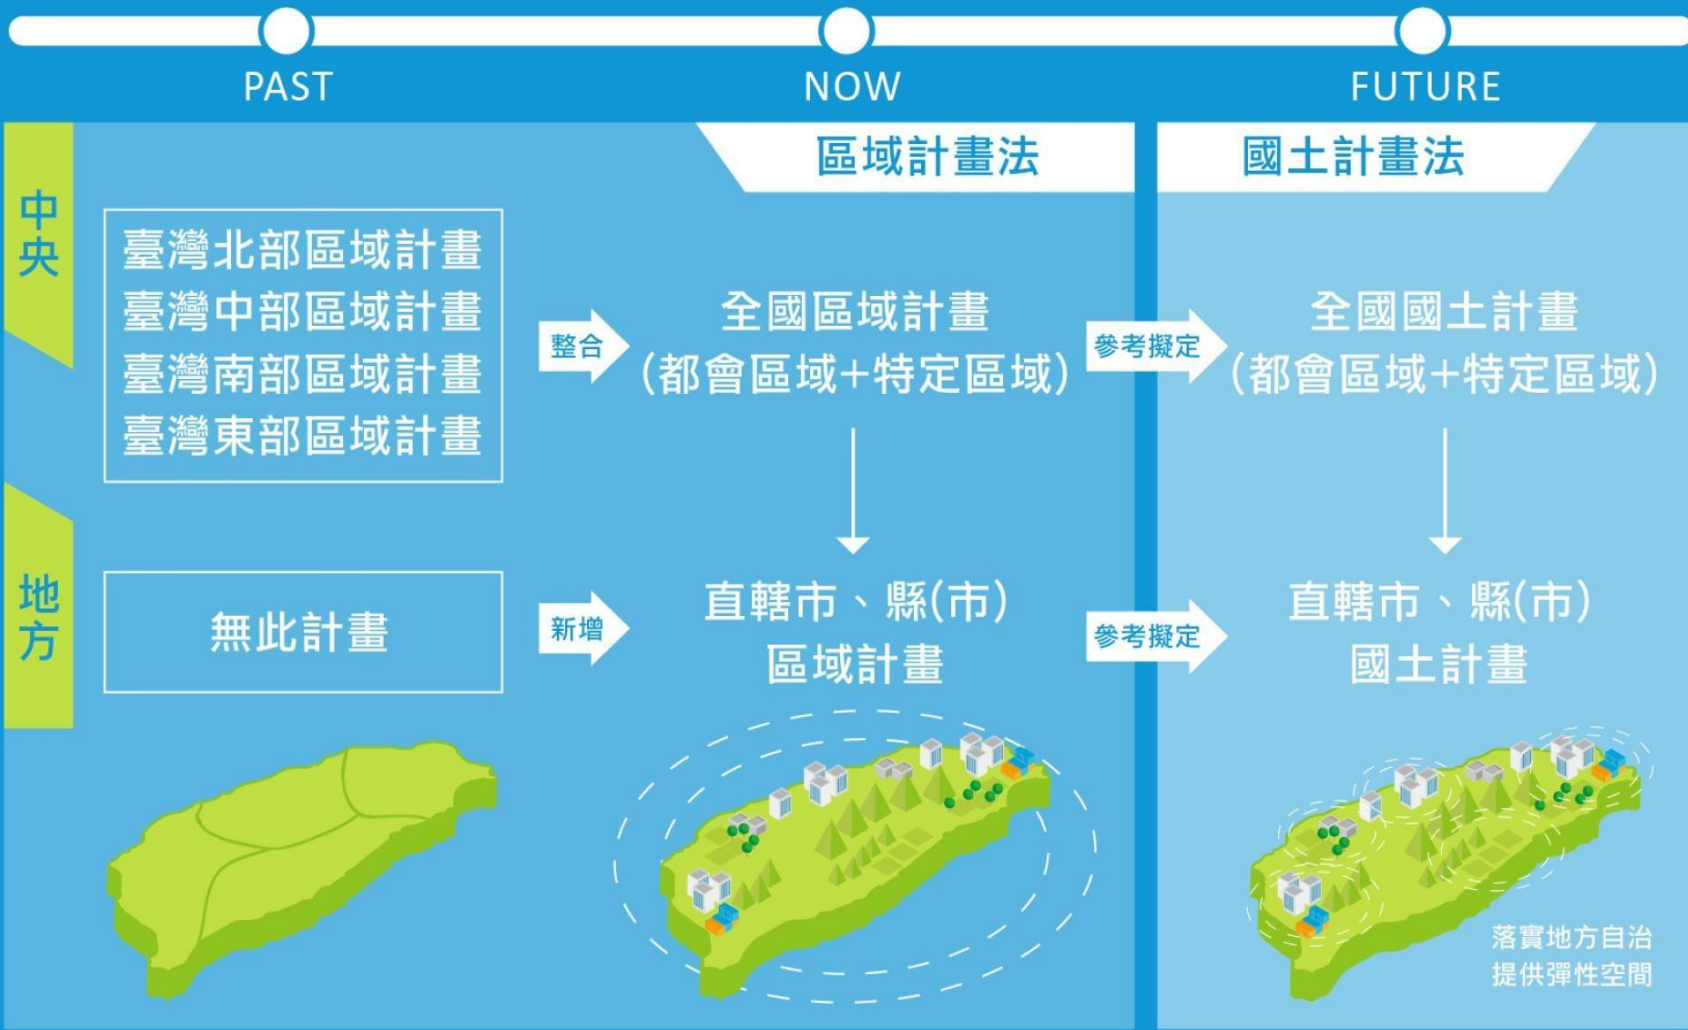 PAST
NOW
FUTURE
區域計畫法
國土計畫法
中央
臺灣北部區域計畫
臺灣中部區域計畫
臺灣南部區域計畫
臺灣東部區域計畫
整合
全國區域計畫
(都會區域+特定區域)
參考擬定
全國國土計畫
(都會區域+特定區域)
地方
無此計畫
新增
直轄市、縣(市)
區域計畫
參考擬定
直轄市、縣(市)
國土計畫
落實地方自治
提供彈性空間